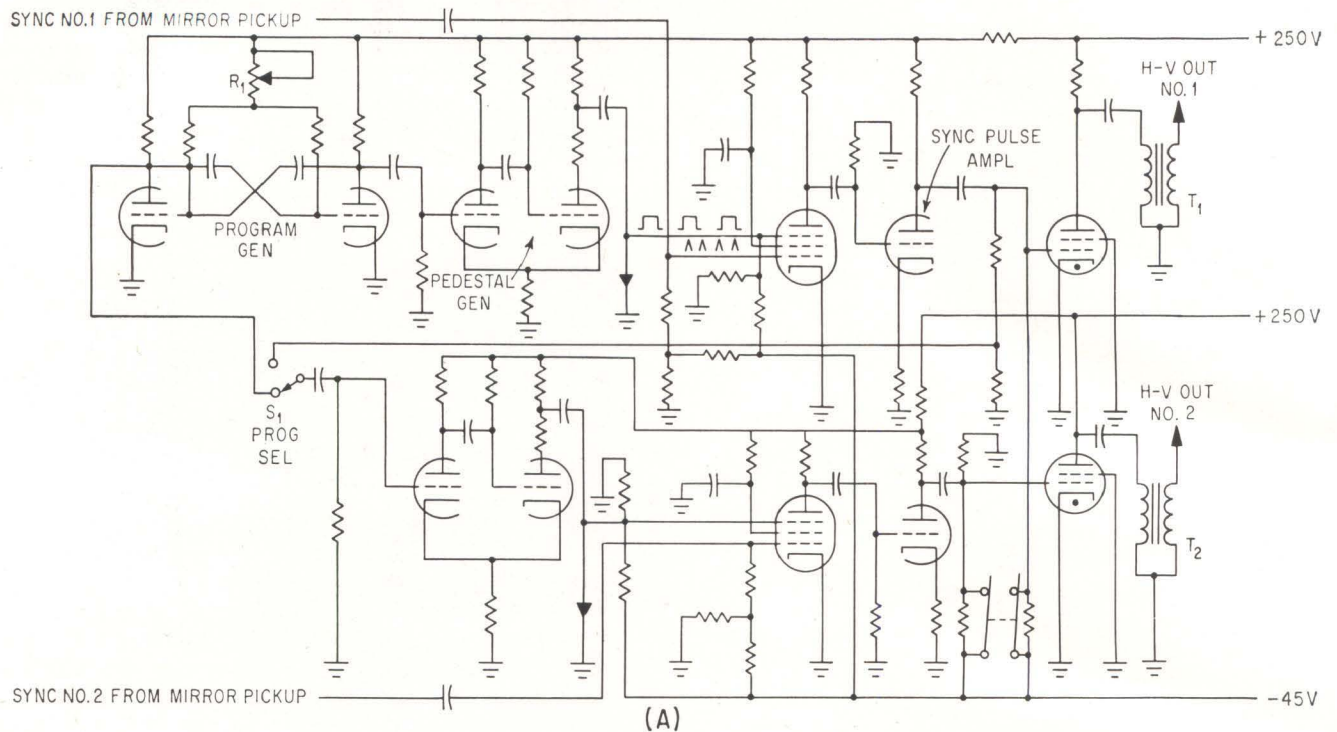 SYNC NO.1 FROM MIRROR PICKUP
+250V
H-V OUT
NO. 1
R1
SYNC PULSE
AMPL
T1
PROGRAM
GEN
PEDESTAL
GEN
+250V
S1
PROG
SEL
H-V OUT
NO. 2
T2
SYNC NO.2 FROM MIRROR PICKUP
-45V
(A)